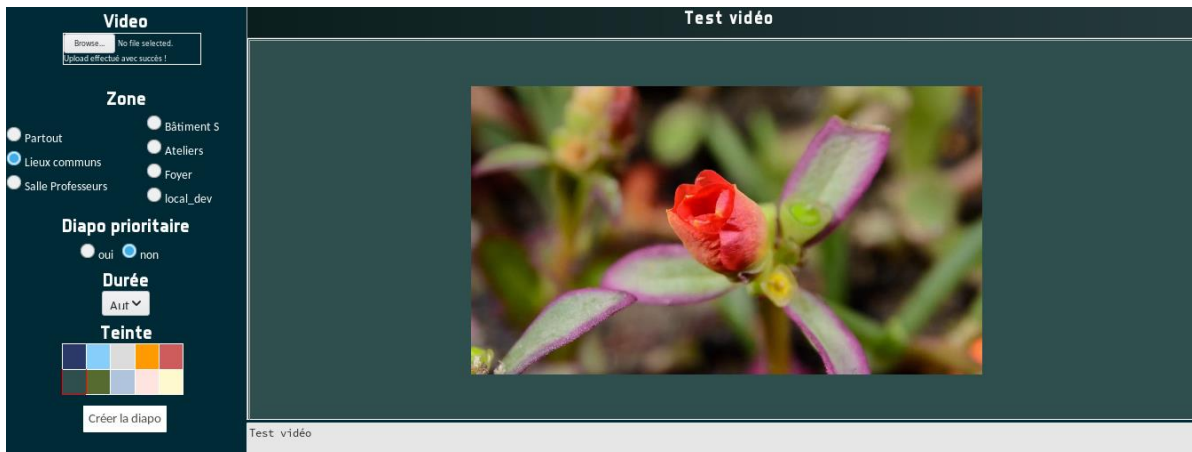 Video
Browse... No file selected.
Upload effectué avec succès !
Zone
Partout
Lieux communs
Salle Professeurs
Bâtiment S
Ateliers
Foyer
local_dev
Diapo prioritaire
oui non
Durée
Aut
Teinte
Créer la diapo
Test vidéo
Test vidéo